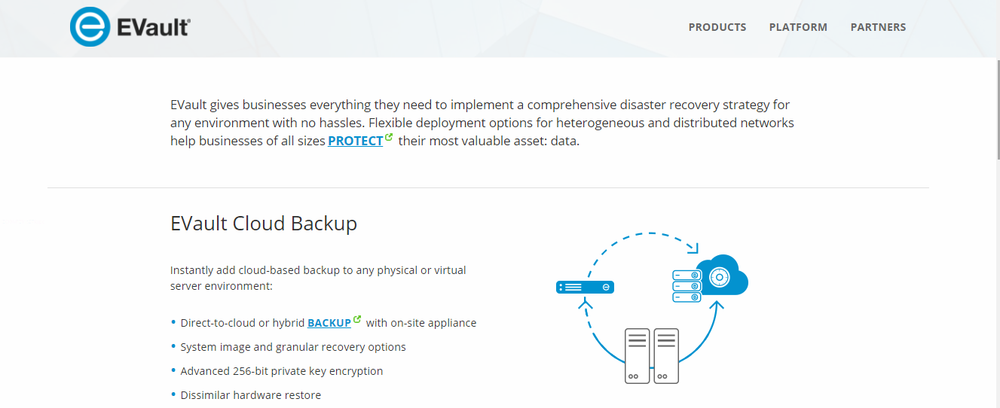 EVault®
PRODUCTS PLATFORM PARTNERS
EVault gives businesses everything they need to implement a comprehensive disaster recovery strategy for
any environment with no hassles. Flexible deployment options for heterogeneous and distributed networks
help businesses of all sizes PROTECT their most valuable asset: data.
EVault Cloud Backup
Instantly add cloud-based backup to any physical or virtual
server environment:
• Direct-to-cloud or hybrid BACKUP with on-site appliance
• System image and granular recovery options
• Advanced 256-bit private key encryption
• Dissimilar hardware restore